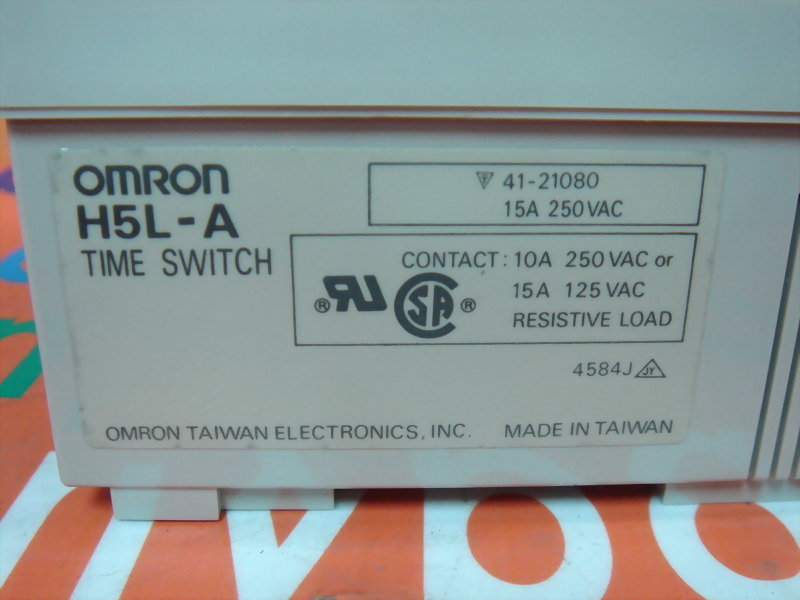 OMRON
H5L-A
TIME SWITCH
41-21080
15A 250VAC
CONTACT: 10A 250VAC or
15A 125VAC
RESISTIVE LOAD
4584J JY
OMRON TAIWAN ELECTRONICS, INC. MADE IN TAIWAN